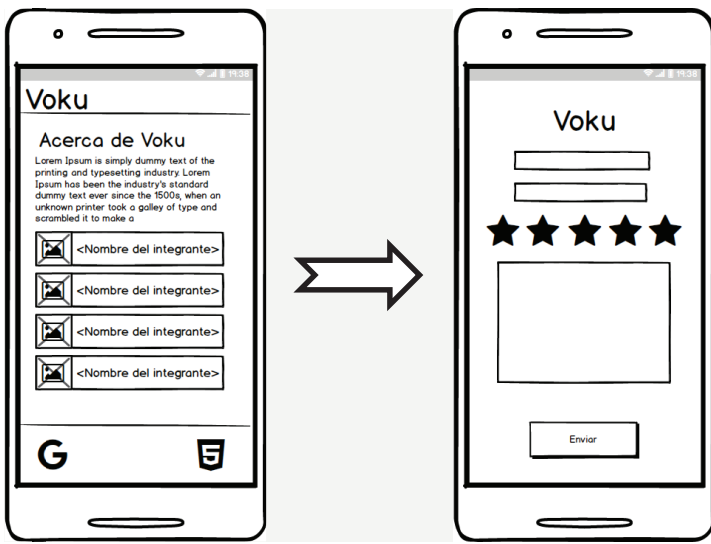 19:38
Voku
Acerca de Voku
Lorem Ipsum is simply dummy text of the
printing and typesetting industry. Lorem
Ipsum has been the industry's standard
dummy text ever since the 1500s, when an
unknown printer took a galley of type and
scrambled it to make a
<Nombre del integrante>
<Nombre del integrante>
<Nombre del integrante>
<Nombre del integrante>
G
5
19:38
Voku
Enviar